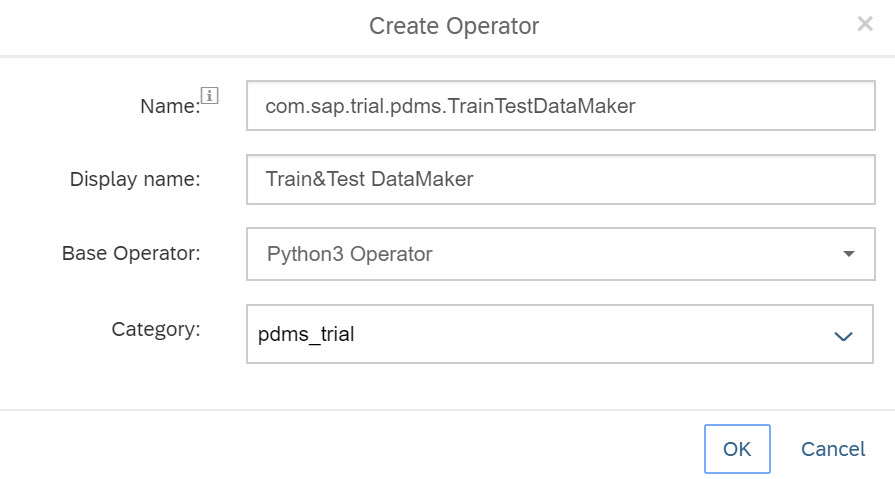 Create Operator ×
Name: i com.sap.trial.pdms.TrainTestDataMaker
Display name: Train&Test DataMaker
Base Operator: Python3 Operator
Category: pdms_trial
OK Cancel